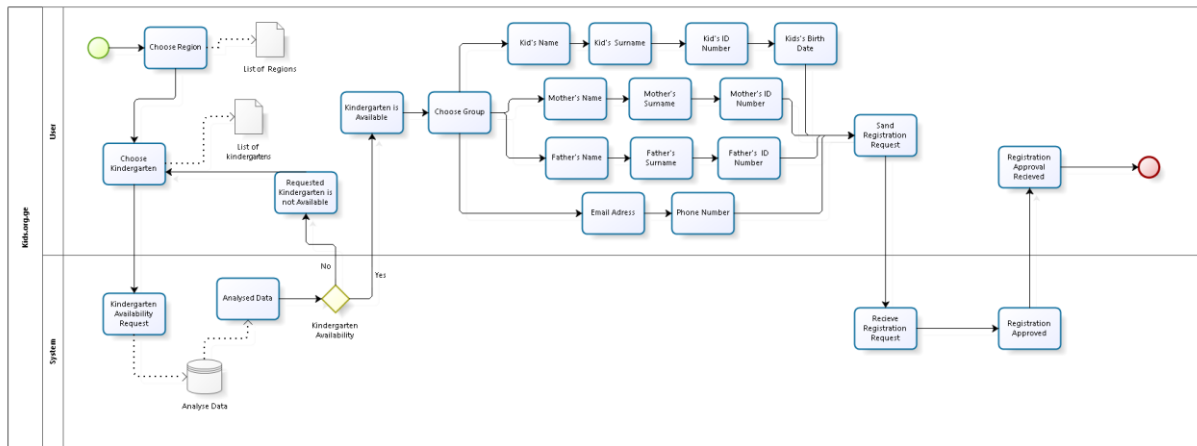 Kids.org.ge
User
System
Choose Region
List of Regions
Choose
Kindergarten
List of
kindergartens
Requested
Kindergarten is
not Available
Kindergarten is
Available
Choose Group
Kid's Name
Kid's Surname
Kid's ID
Number
Kids's Birth
Date
Mother's Name
Mother's
Surname
Mother's ID
Number
Father's Name
Father's
Surname
Father's ID
Number
Email Adress
Phone Number
Sand
Registration
Request
Registration
Approval
Recieved
No
Yes
Kindergarten
Availability
Request
Analyse Data
Analysed Data
Kindergarten
Availability
Recieve
Registration
Request
Registration
Approved